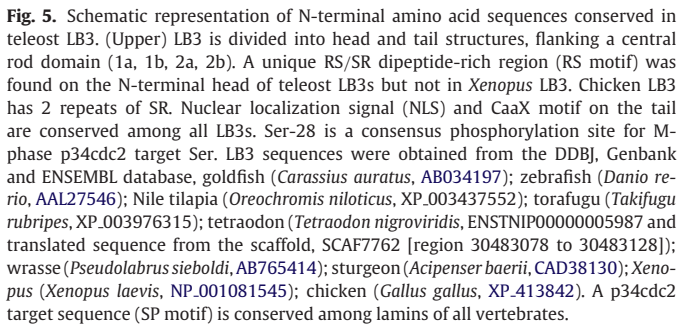 Fig. 5. Schematic representation of N-terminal amino acid sequences conserved in
teleost LB3. (Upper) LB3 is divided into head and tail structures, flanking a central
rod domain (1a, 1b, 2a, 2b). A unique RS/SR dipeptide-rich region (RS motif) was
found on the N-terminal head of teleost LB3s but not in Xenopus LB3. Chicken LB3
has 2 repeats of SR. Nuclear localization signal (NLS) and CaaX motif on the tail
are conserved among all LB3s. Ser-28 is a consensus phosphorylation site for M-
phase p34cdc2 target Ser. LB3 sequences were obtained from the DDBJ, Genbank
and ENSEMBL database, goldfish (Carassius auratus, AB034197); zebrafish (Danio re-
rio, AAL27546); Nile tilapia (Oreochromis niloticus, XP_003437552); torafugu (Takifugu
rubripes, XP_003976315); tetraodon (Tetraodon nigroviridis, ENSTNIP00000005987 and
translated sequence from the scaffold, SCAF7762 [region 30483078 to 30483128]);
wrasse (Pseudolabrus sieboldi, AB765414); sturgeon (Acipenser baerii, CAD38130); Xeno-
pus (Xenopus laevis, NP_001081545); chicken (Gallus gallus, XP_413842). A p34cdc2
target sequence (SP motif) is conserved among lamins of all vertebrates.